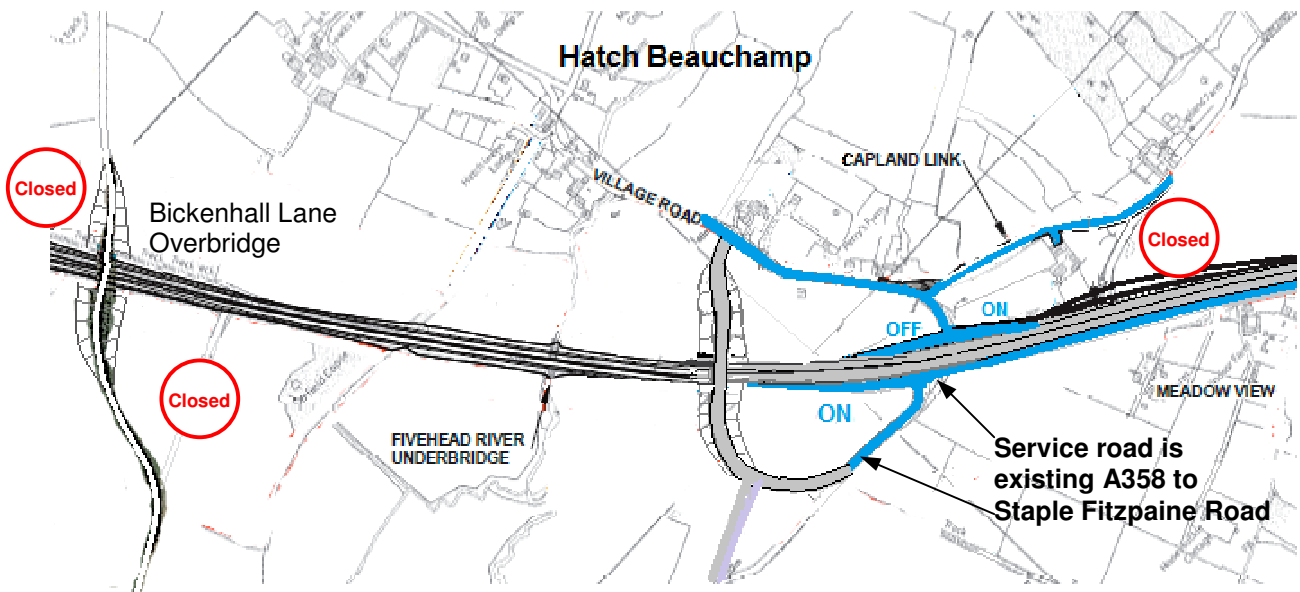 Hatch Beauchamp
CAPLAND LINK
Closed
VILLAGE ROAD
Bickenhall Lane
Overbridge
Closed
ON
OFF
Closed
MEADOW VIEW
ON
FIVEHEAD RIVER
UNDERBRIDGE
Service road is
existing A358 to
Staple Fitzpaine Road